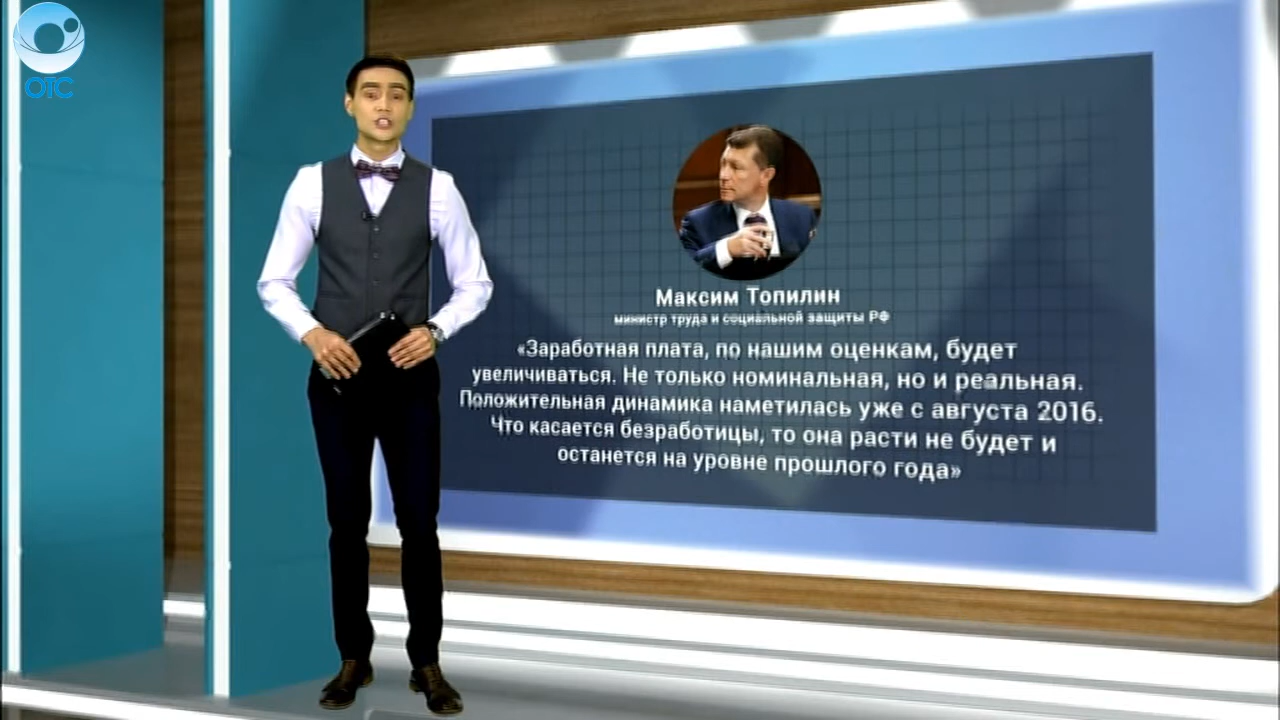 ОТС
Максим Топилин
министр труда и социальной защиты РФ
«Заработная плата, по нашим оценкам, будет
увеличиваться. Не только номинальная, но и реальная.
Положительная динамика наметилась уже с августа 2016.
Что касается безработицы, то она расти не будет и
останется на уровне прошлого года»